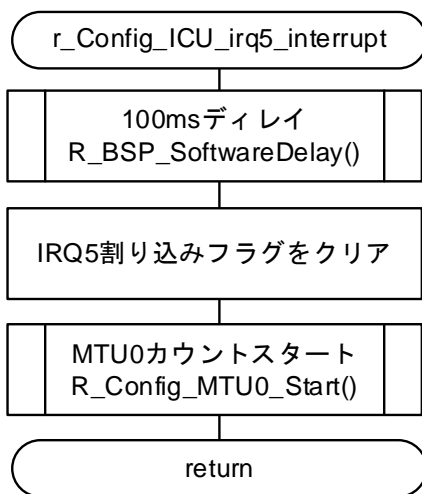 r_Config_ICU_irq5_interrupt
100msディレイ
R_BSP_SoftwareDelay()
IRQ5割り込みフラグをクリア
MTU0カウントスタート
R_Config_MTU0_Start()
return